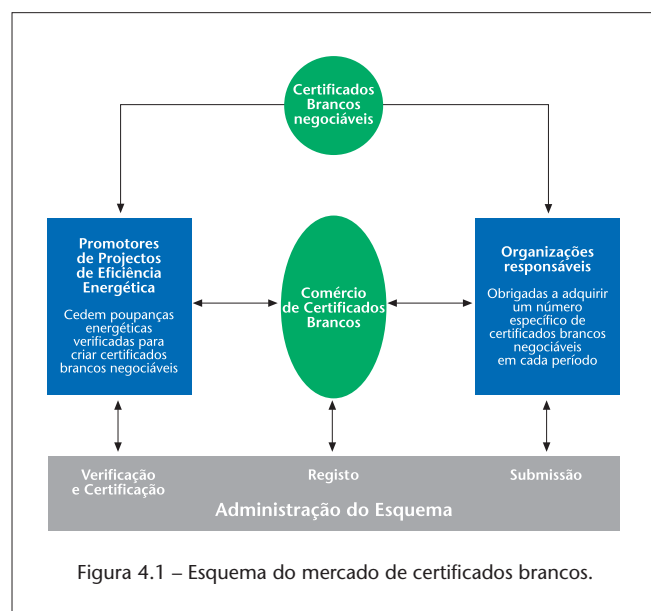 Certificados
Brancos
negociáveis
Promotores
de Projectos
de Eficiência
Energética
Cedem poupanças
energéticas
verificadas para
criar certificados
brancos negociáveis
Comércio
de Certificados
Brancos
Organizações
responsáveis
Obrigadas a adquirir
um número
específico de
certificados brancos
negociáveis
em cada período
Verificação
e Certificação
Registo
Submissão
Administração do Esquema
Figura 4.1 – Esquema do mercado de certificados brancos.